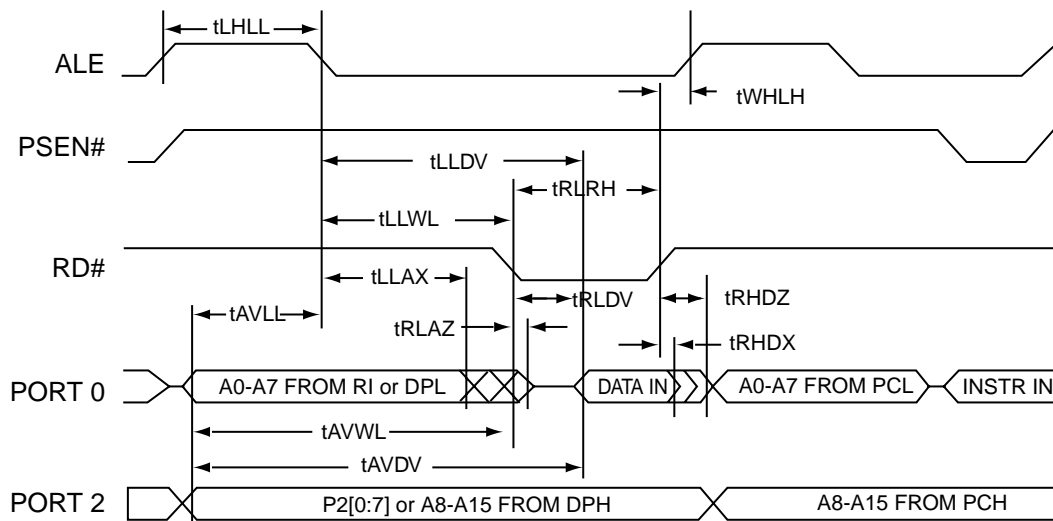 tLHLL
ALE
tWHLH
PSEN#
tLLDV
tRLRH
tLLWL
RD#
tLLAX
tRLDV
tRHDZ
tAVLL
tRLAZ
tRHDX
PORT 0
A0-A7 FROM RI or DPL
DATA IN
A0-A7 FROM PCL
INSTR IN
tAVWL
tAVDV
PORT 2
P2[0:7] or A8-A15 FROM DPH
A8-A15 FROM PCH